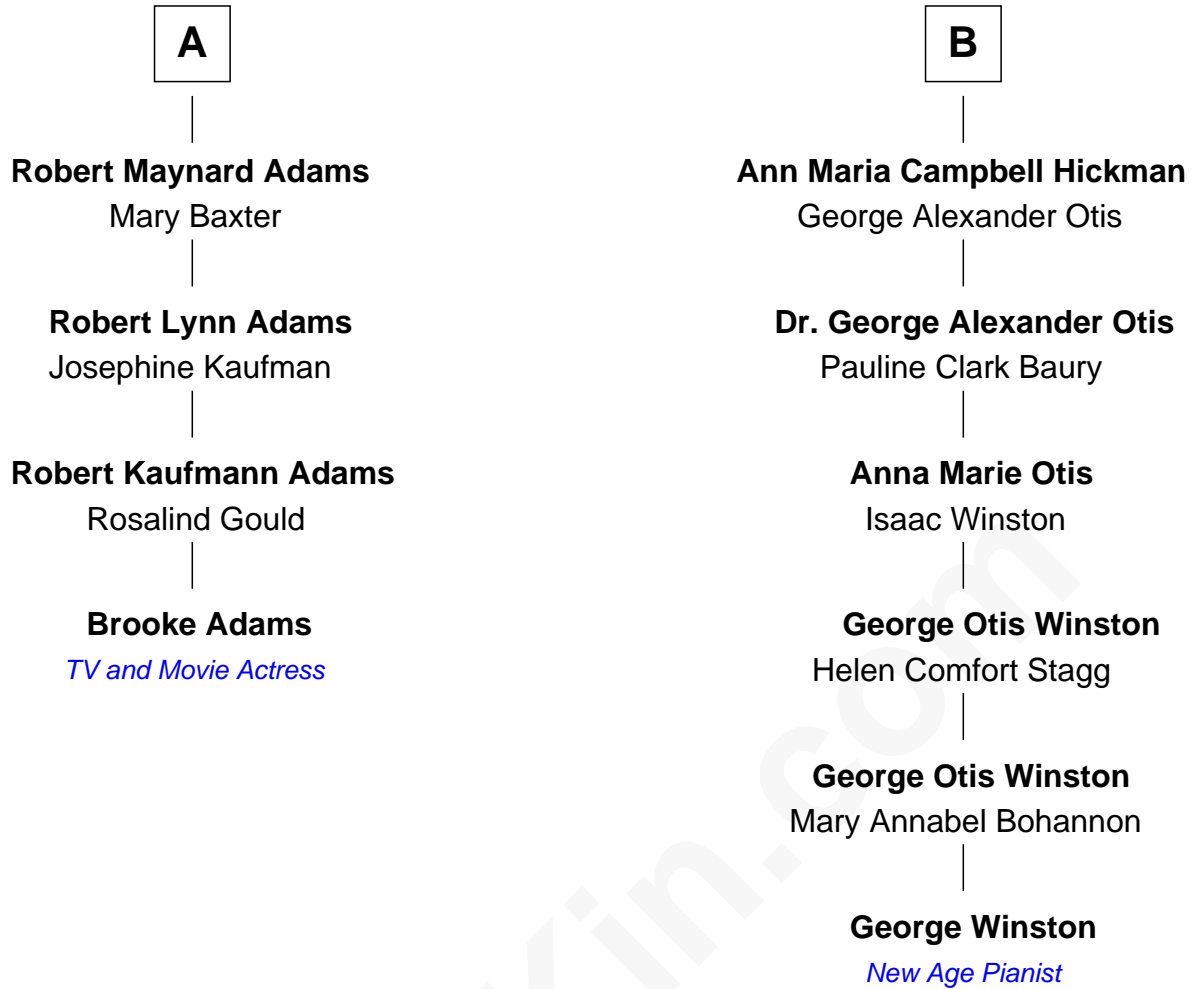 A
Robert Maynard Adams
Mary Baxter
Robert Lynn Adams
Josephine Kaufman
Robert Kaufmann Adams
Rosalind Gould
Brooke Adams
TV and Movie Actress
B
Ann Maria Campbell Hickman
George Alexander Otis
Dr. George Alexander Otis
Pauline Clark Baury
Anna Marie Otis
Isaac Winston
George Otis Winston
Helen Comfort Stagg
George Otis Winston
Mary Annabel Bohannon
George Winston
New Age Pianist
Kin.com